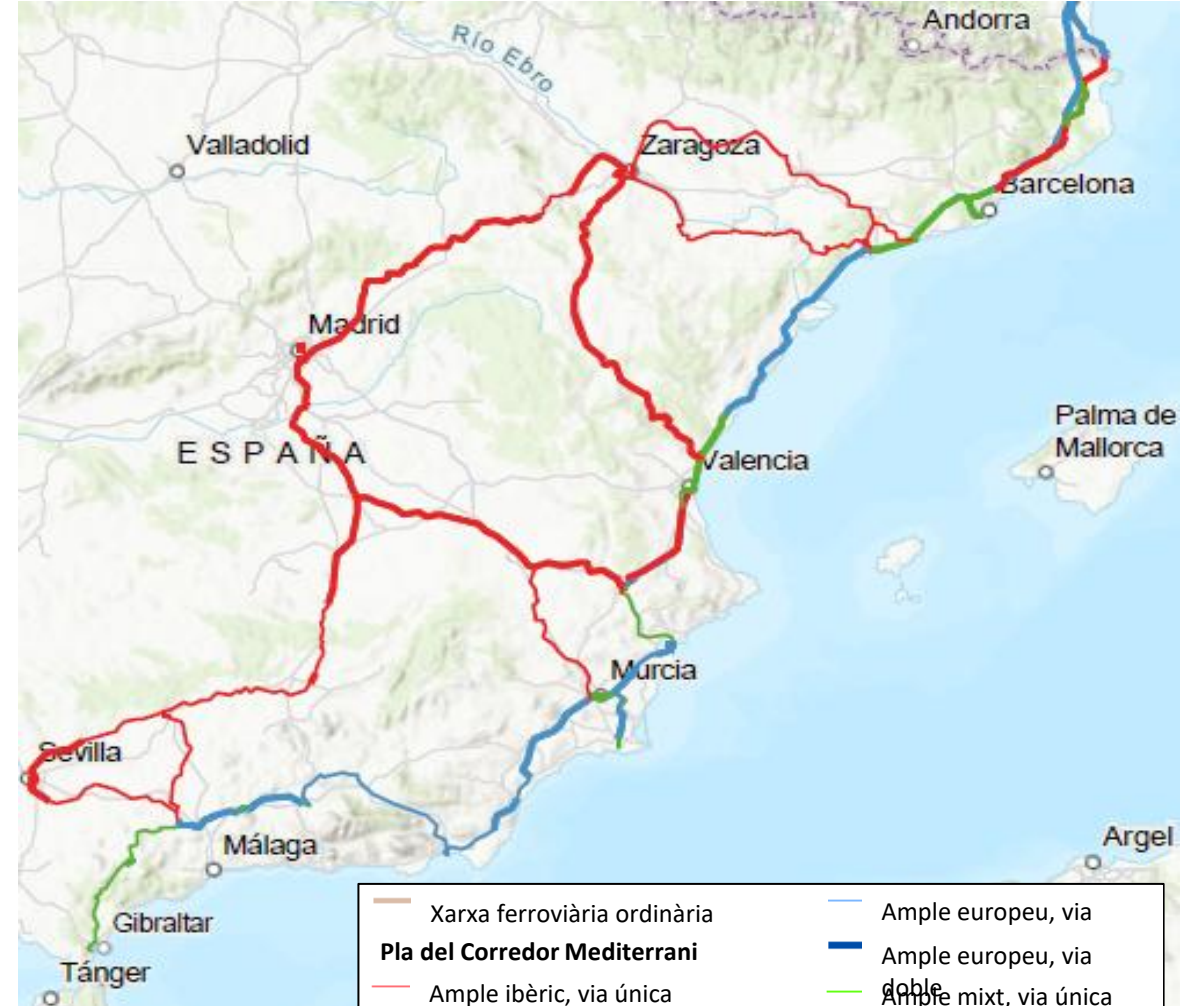 Andorra
Río Ebro
Valladolid
Zaragoza
Barcelona
Madrid
Palma de
Mallorca
ESPAÑA
Valencia
Murcia
Sevilla
Málaga
Argel
Gibraltar
Tánger
Xarxa ferroviària ordinària
Pla del Corredor Mediterrani
Ample ibèric, via única
Ample europeu, via
Ample europeu, via
doble
Ample mixt, via única